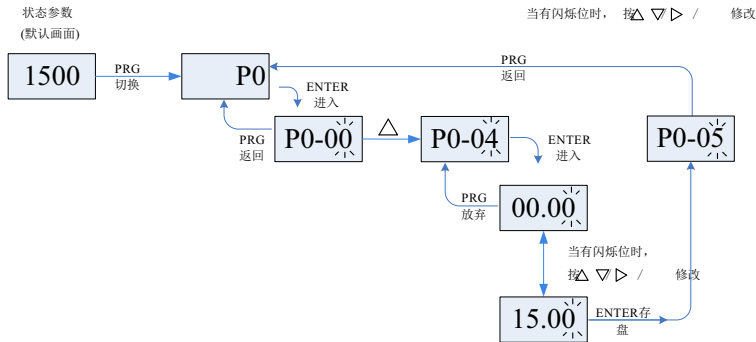 状态参数
(默认画面)
当有闪烁位时， 按△ ▽/▷ / 修改
1500
PRG
切换
P0
PRG
返回
ENTER
进入
PRG
返回
P0-00
△
P0-04
ENTER
进入
P0-05
PRG
放弃
00.00
当有闪烁位时，
按△ ▽/▷ / 修改
15.00
ENTER存
盘